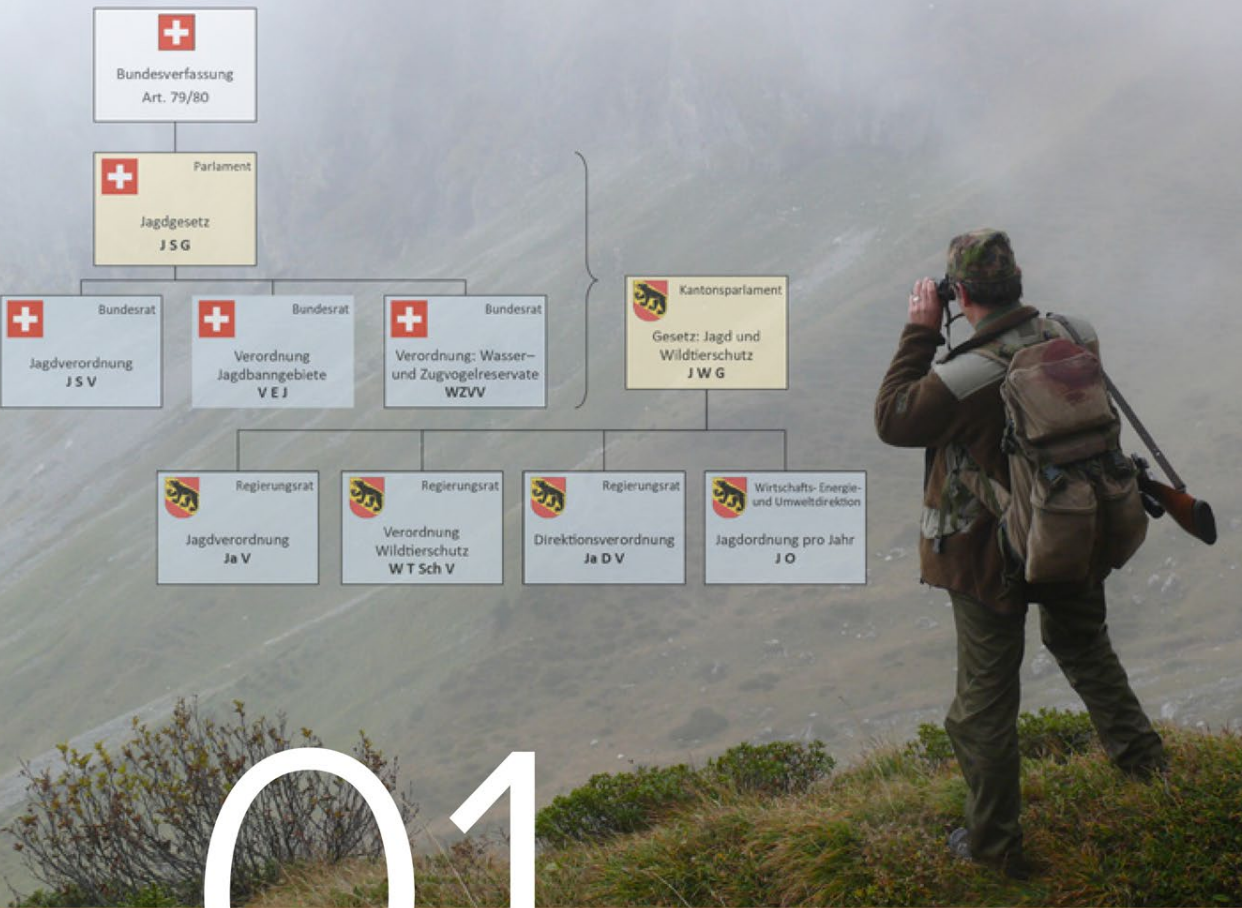 Bundesverfassung
Art. 79/80
Parlament
Jagdgesetz
J S G
Bundesrat
Jagdverordnung
J S V
Bundesrat
Verordnung
Jagdbanngebiete
V E J
Bundesrat
Verordnung: Wasser–
und Zugvogelreservate
WZVV
Kantonsparlament
Gesetz: Jagd und
Wildtierschutz
J W G
Regierungsrat
Jagdverordnung
Ja V
Regierungsrat
Verordnung
Wildtierschutz
W T Sch V
Regierungsrat
Direktionsverordnung
Ja D V
Wirtschafts- Energie-
und Umweltdirektion
Jagdordnung pro Jahr
J O
01